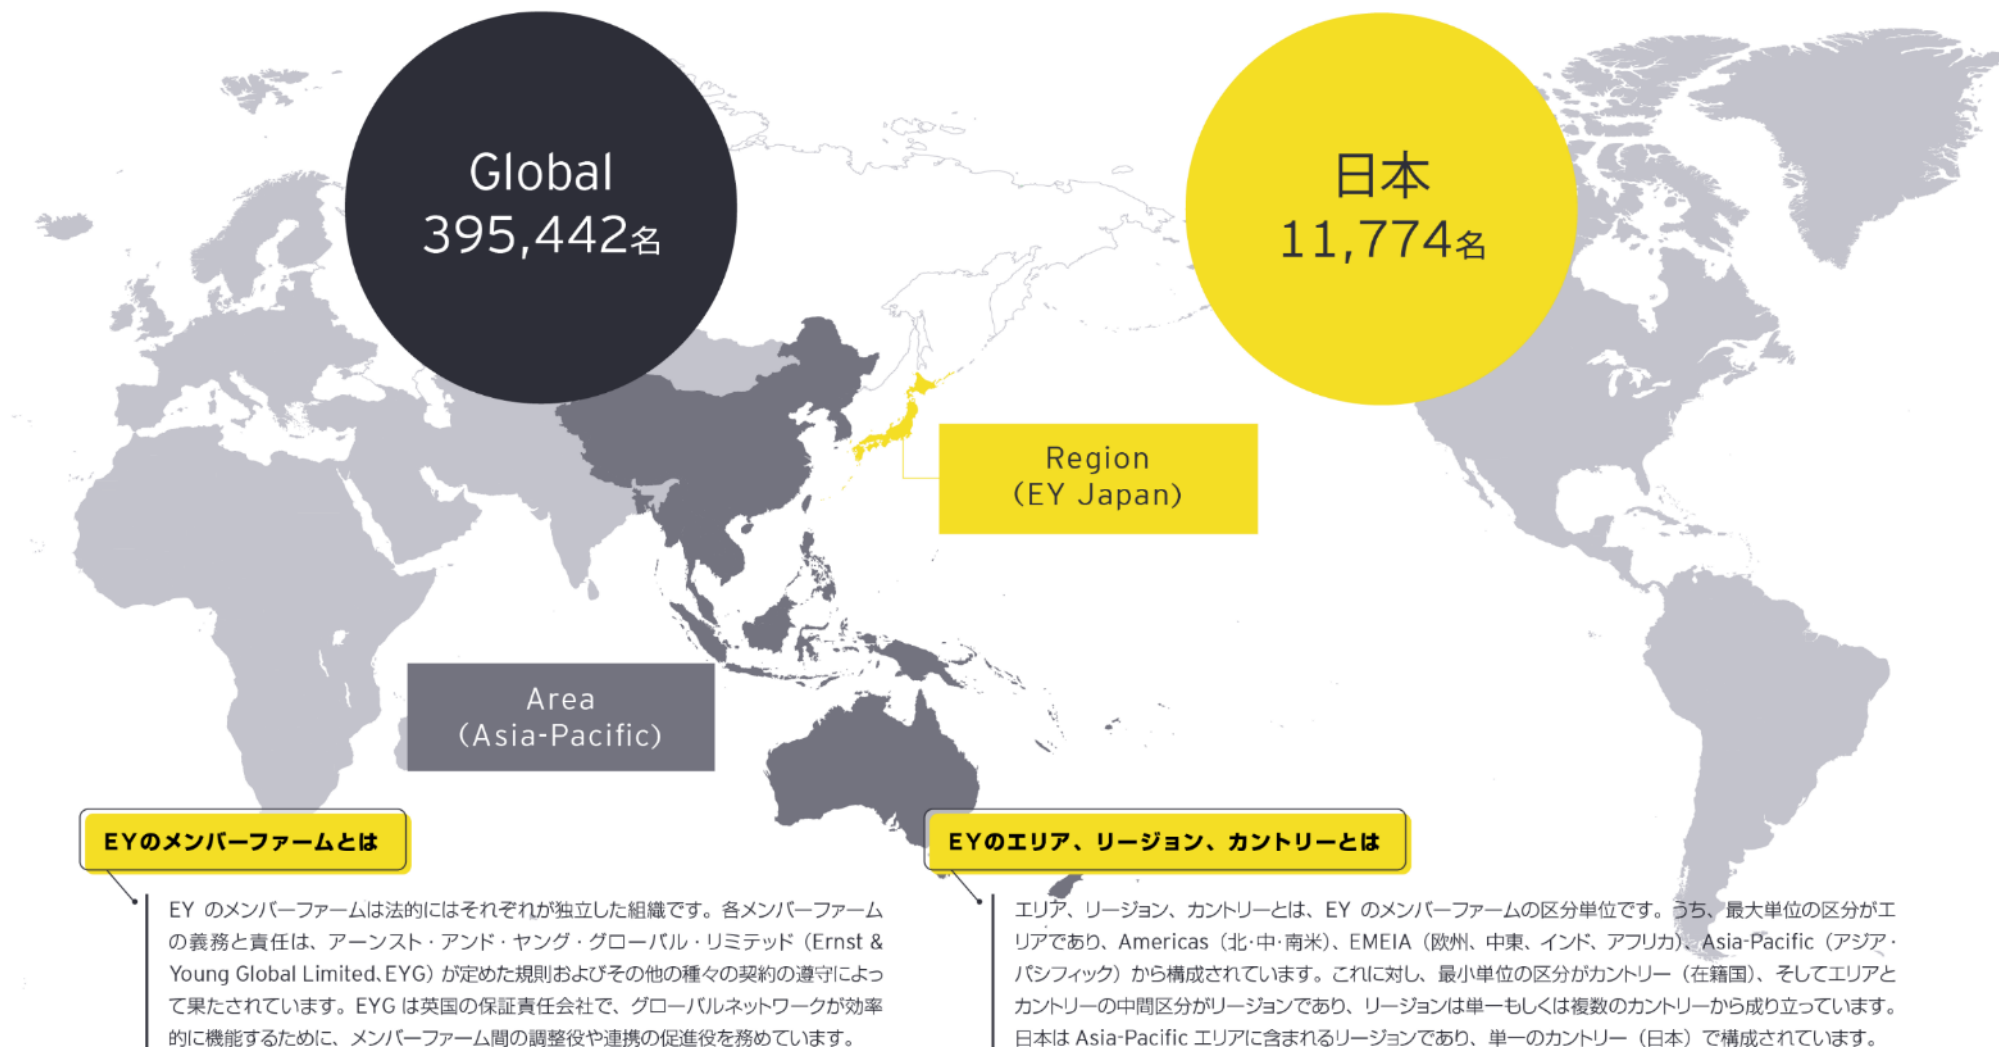 Global
395,442名
日本
11,774名
Region
(EY Japan)
Area
(Asia-Pacific)
EYのメンバーファームとは
EY のメンバーファームは法的にはそれぞれが独立した組織です。各メンバーファーム
の義務と責任は、アーンスト・アンド・ヤング・グローバル・リミテッド（Ernst &
Young Global Limited、EYG）が定めた規則およびその他の種々の契約の遵守によっ
て果たされています。EYG は英国の保証責任会社で、グローバルネットワークが効率
的に機能するために、メンバーファーム間の調整役や連携の促進役を務めています。
EYのエリア、リージョン、カントリーとは
エリア、リージョン、カントリーとは、EY のメンバーファームの区分単位です。うち、最大単位の区分がエ
リアであり、Americas（北・中・南米）、EMEIA（欧州、中東、インド、アフリカ）、Asia-Pacific（アジア・
パシフィック）から構成されています。これに対し、最小単位の区分がカントリー（在籍国）、そしてエリアと
カントリーの中間区分がリージョンであり、リージョンは単一もしくは複数のカントリーから成り立っています。
日本は Asia-Pacific エリアに含まれるリージョンであり、単一のカントリー（日本）で構成されています。